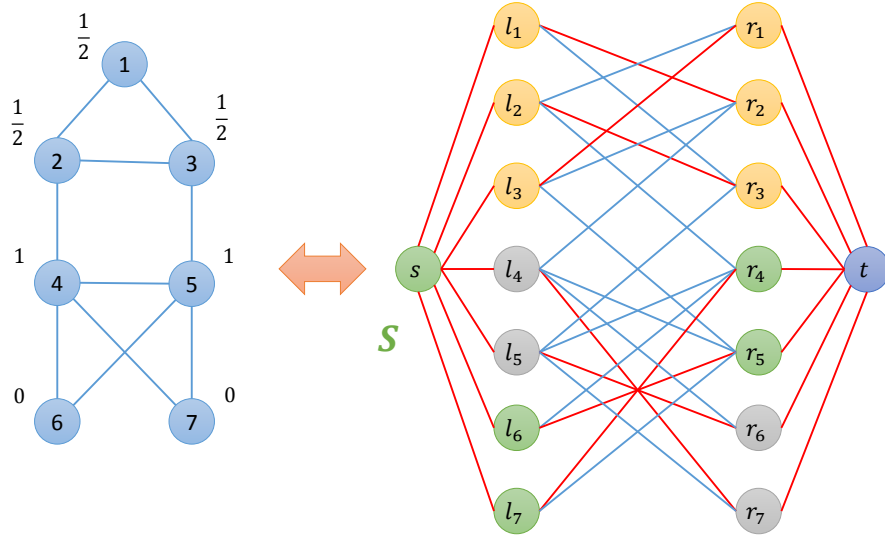 1/2
1
1/2
2
1/2
3
1
4
1
5
0
6
0
7
S
s
l₁
l₂
l₃
l₄
l₅
l₆
l₇
r₁
r₂
r₃
r₄
r₅
r₆
r₇
t